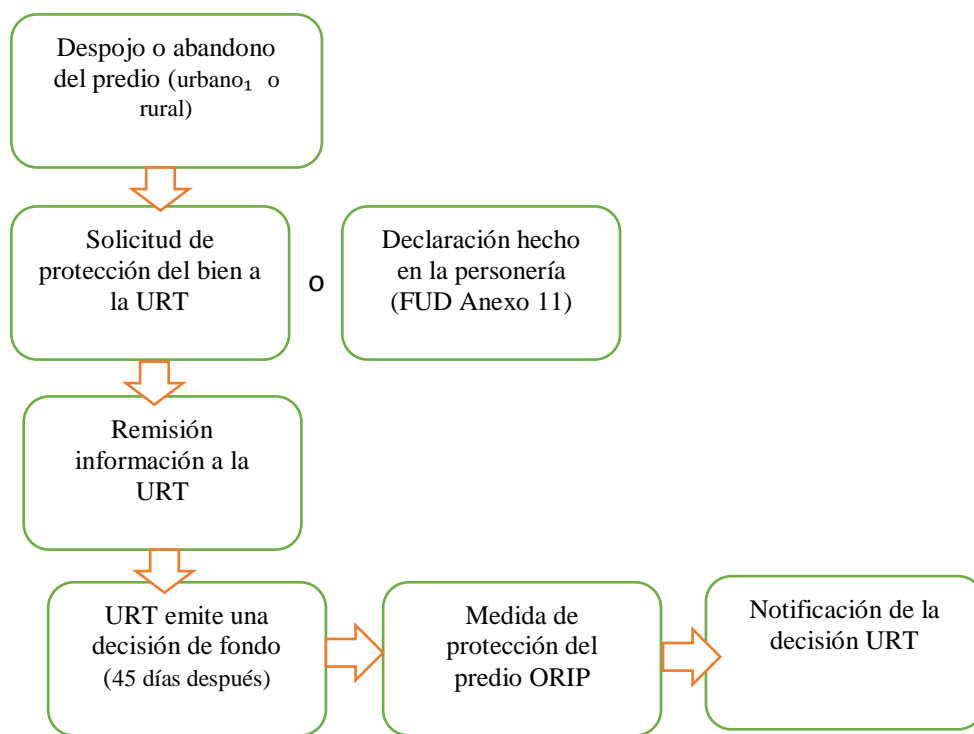 Despojo o abandono
del predio (urbano₁ o
rural)
Solicitud de
protección del bien a
la URT
o
Declaración hecho
en la personería
(FUD Anexo 11)
Remisión
información a la
URT
URT emite una
decisión de fondo
(45 días después)
Medida de
protección del
predio ORIP
Notificación de la
decisión URT